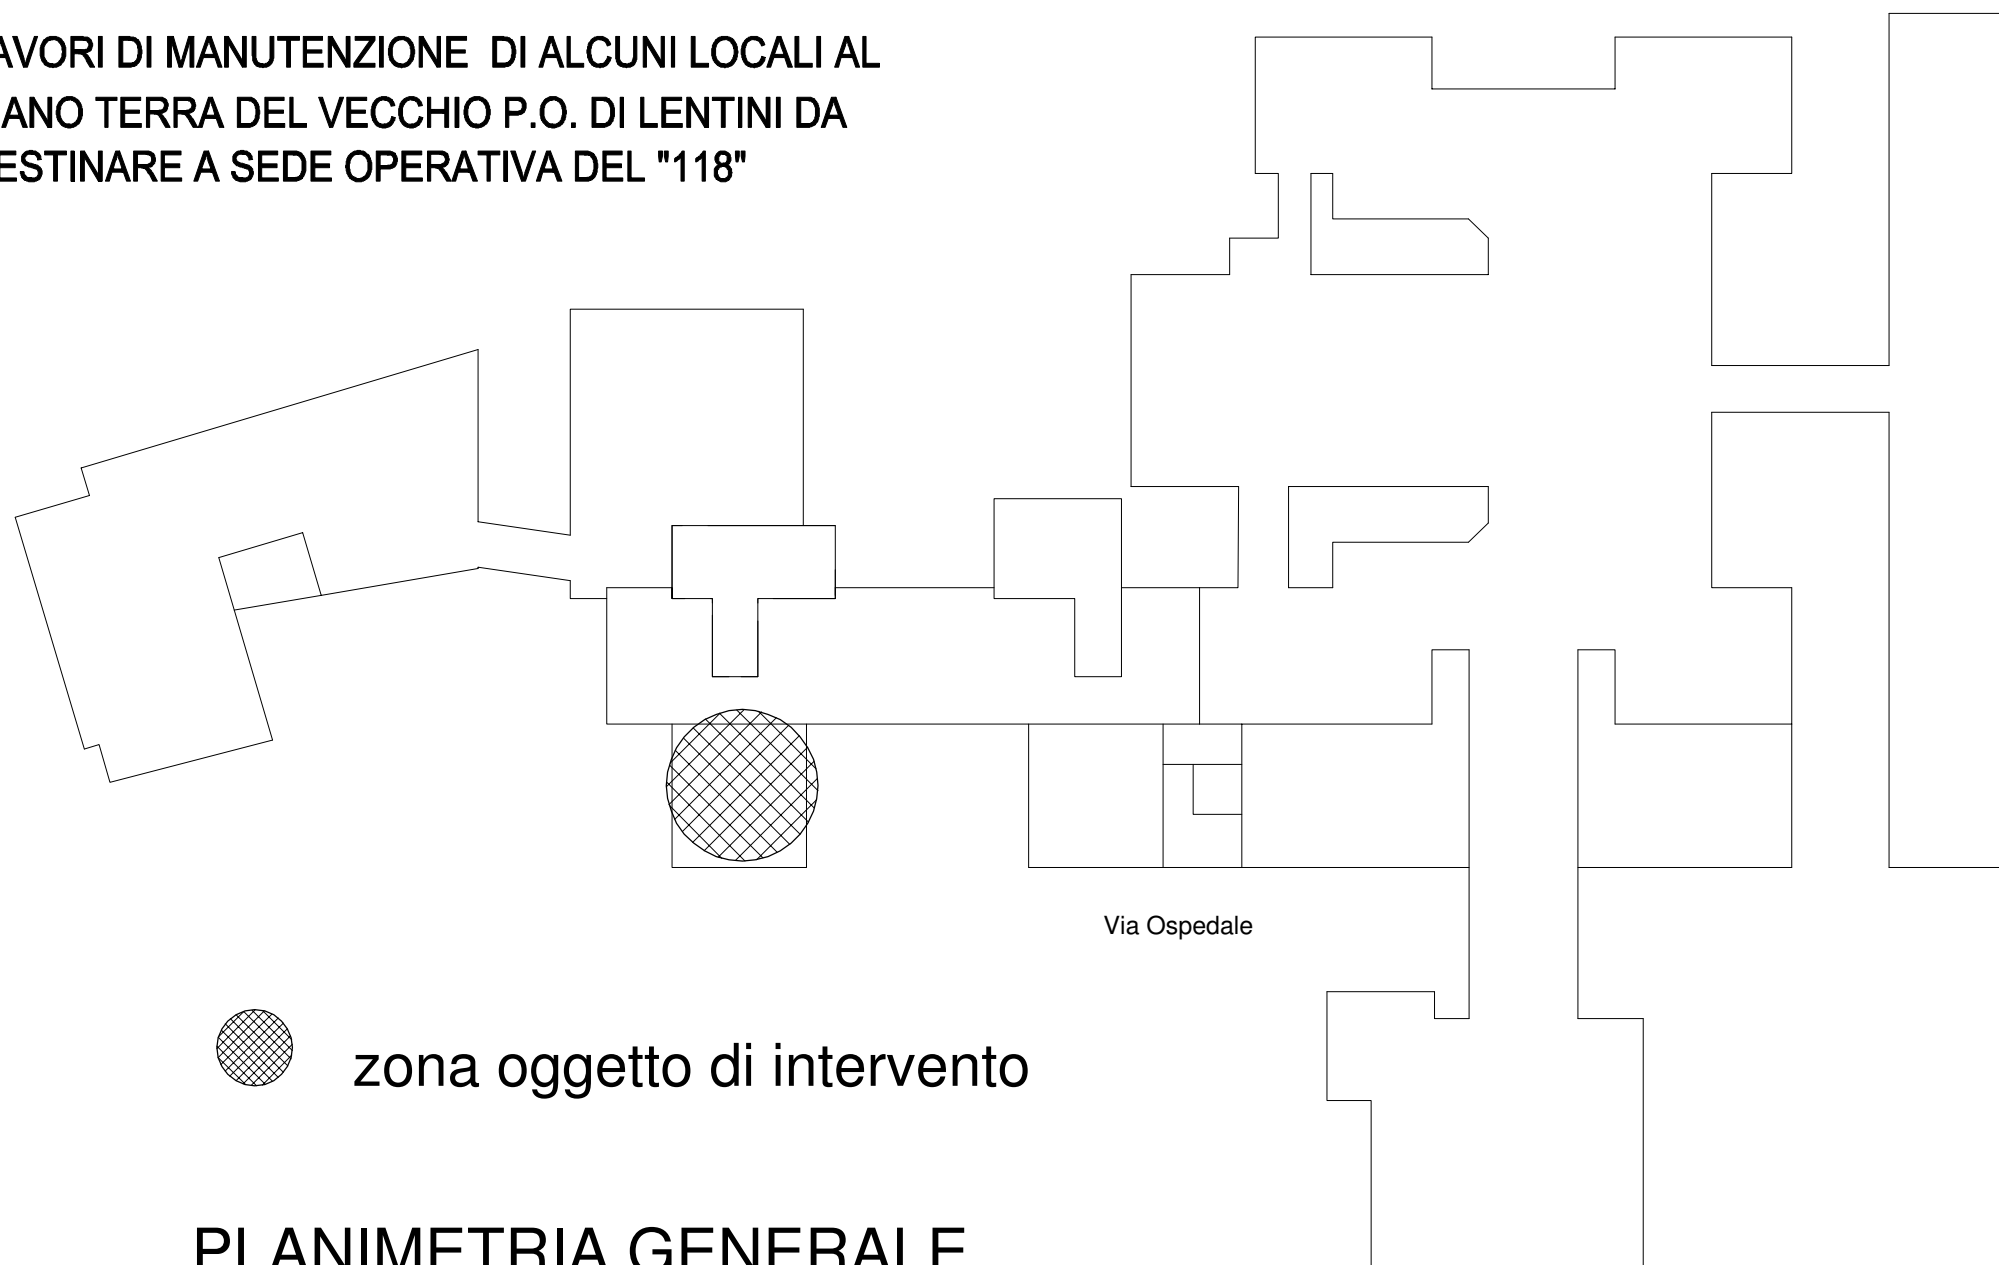 AVORI DI MANUTENZIONE DI ALCUNI LOCALI AL
IANO TERRA DEL VECCHIO P.O. DI LENTINI DA
ESTINARE A SEDE OPERATIVA DEL "118"
Via Ospedale
zona oggetto di intervento
PLANIMETRIA GENERALE